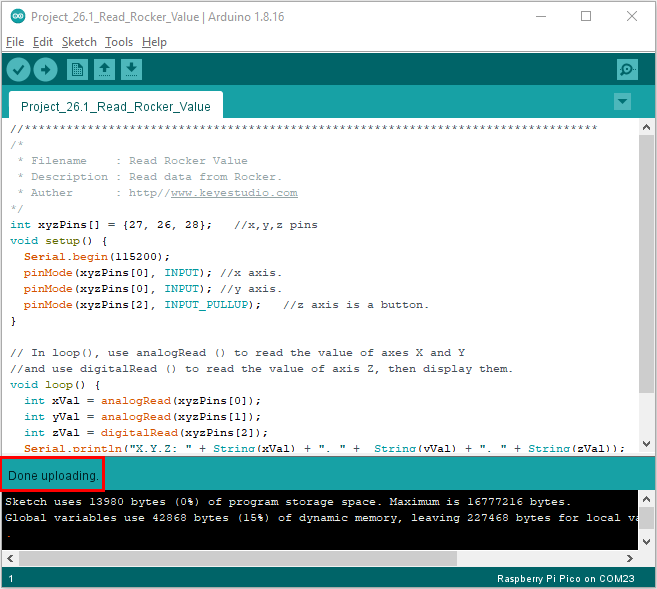 Project_26.1_Read_Rocker_Value | Arduino 1.8.16
File Edit Sketch Tools Help
Project_26.1_Read_Rocker_Value
//**********************************************************************************
/*
 * Filename    : Read Rocker Value
 * Description : Read data from Rocker.
 * Auther      : http//www.keyestudio.com
*/
int xyzPins[] = {27, 26, 28};   //x,y,z pins
void setup() {
  Serial.begin(115200);
  pinMode(xyzPins[0], INPUT); //x axis.
  pinMode(xyzPins[0], INPUT); //y axis.
  pinMode(xyzPins[2], INPUT_PULLUP);   //z axis is a button.
}
// In loop(), use analogRead () to read the value of axes X and Y
//and use digitalRead () to read the value of axis Z, then display them.
void loop() {
  int xVal = analogRead(xyzPins[0]);
  int yVal = analogRead(xyzPins[1]);
  int zVal = digitalRead(xyzPins[2]);
  Serial.println("X,Y,Z: " + String(xVal) + ", " +  String(yVal) + ", " + String(zVal));
Done uploading.
Sketch uses 13980 bytes (0%) of program storage space. Maximum is 16777216 bytes.
Global variables use 42868 bytes (15%) of dynamic memory, leaving 227468 bytes for local
.
1
Raspberry Pi Pico on COM23